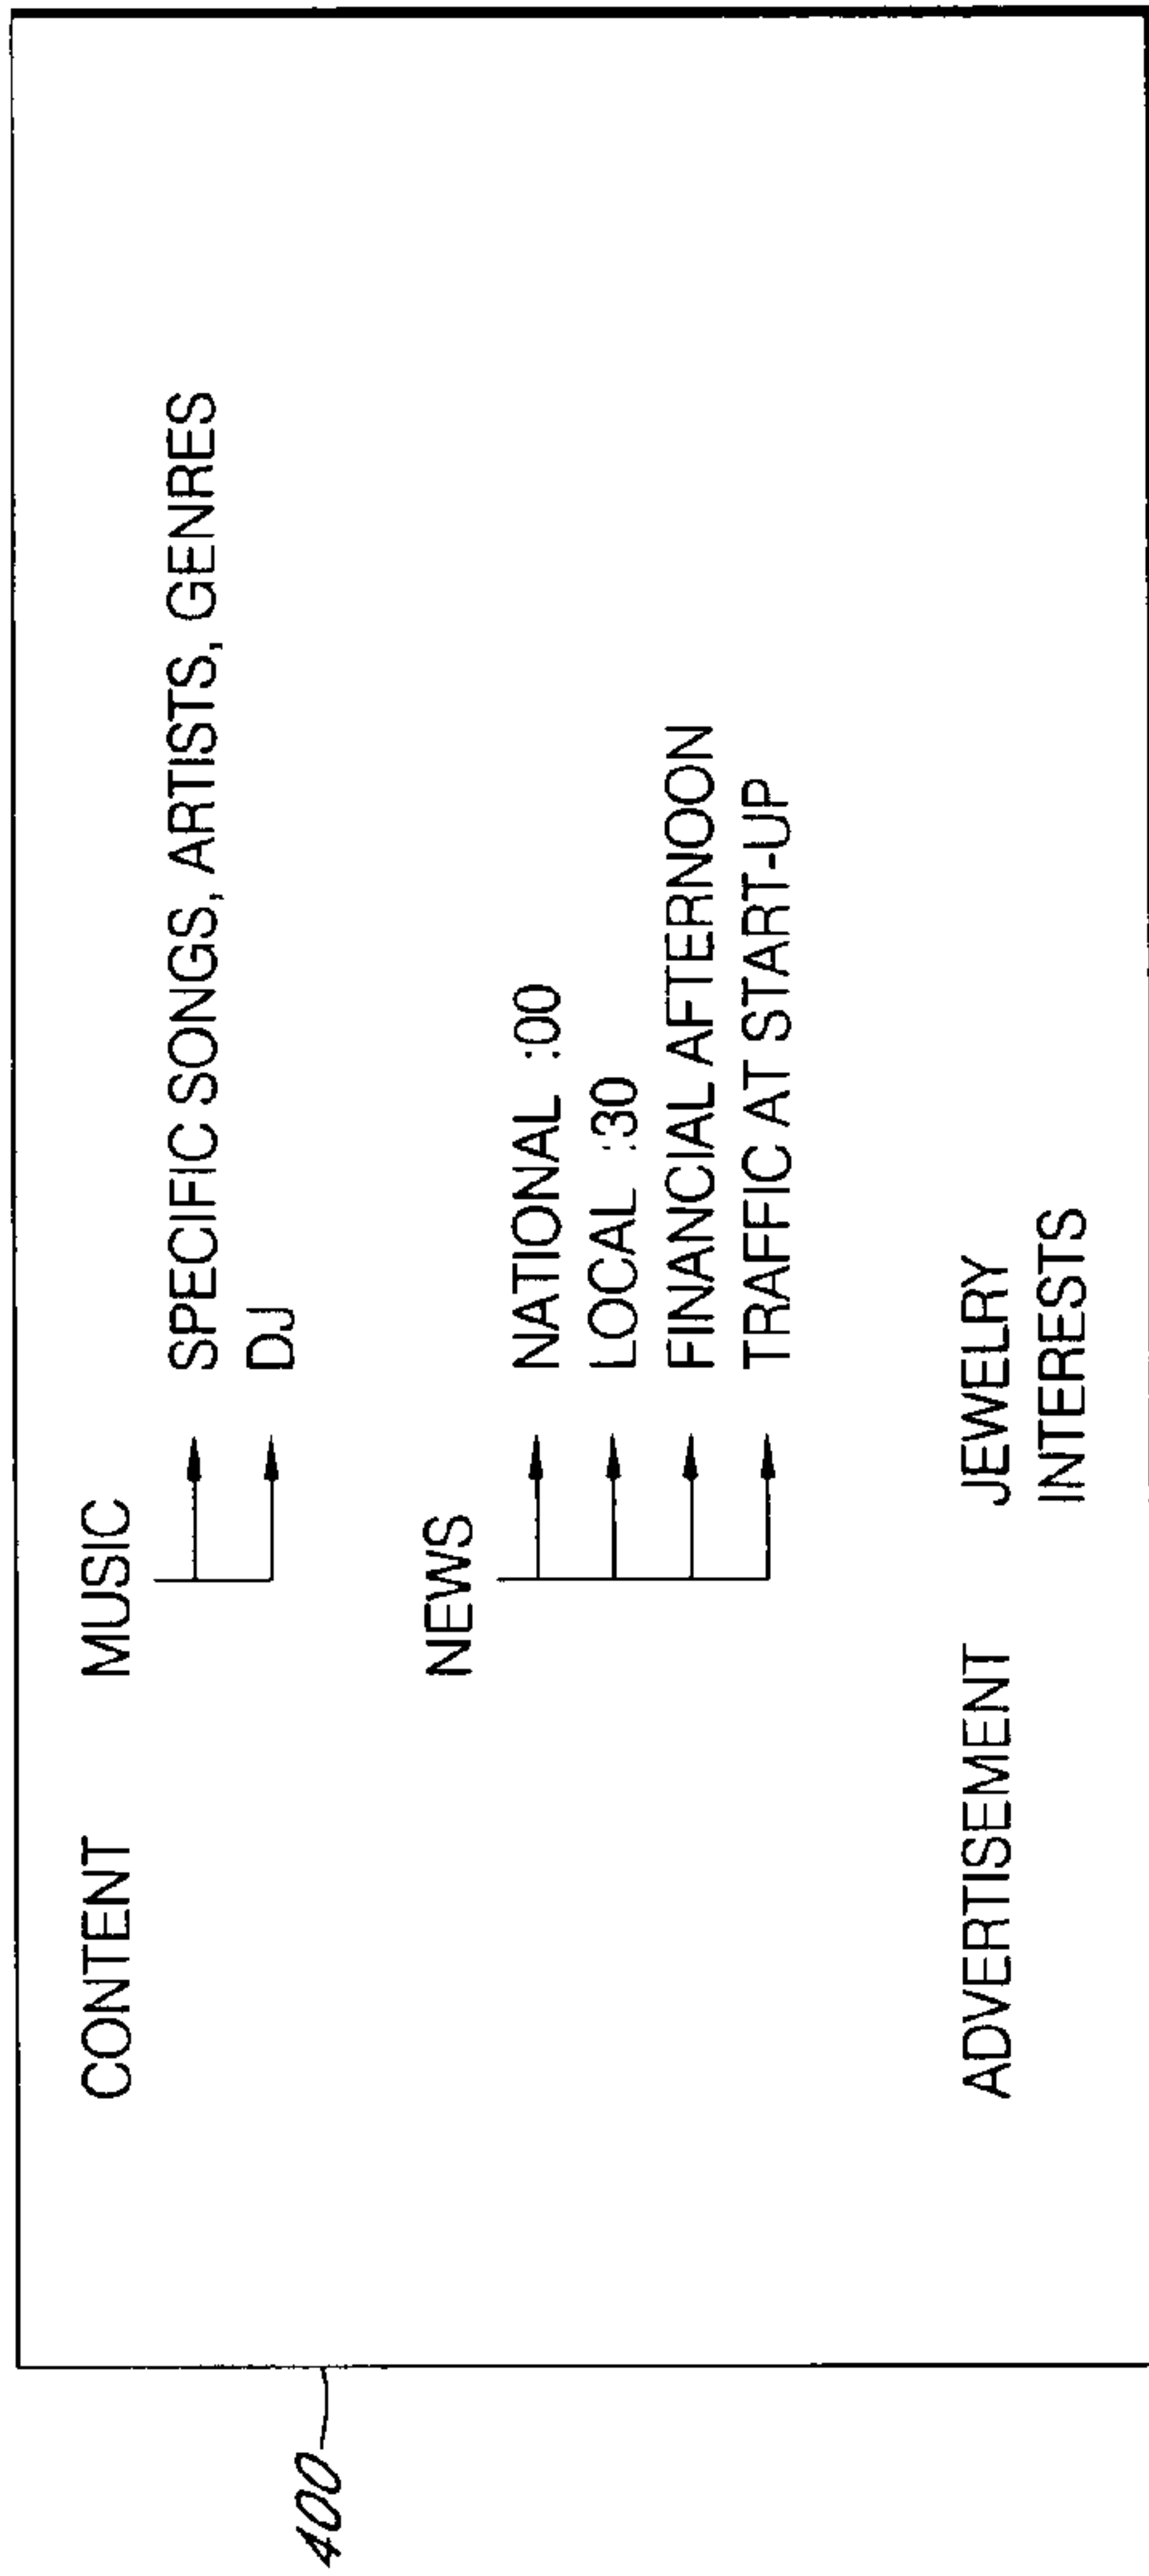 CONTENT MUSIC
SPECIFIC SONGS, ARTISTS, GENRES
DJ
NEWS
NATIONAL :00
LOCAL :30
FINANCIAL AFTERNOON
TRAFFIC AT START-UP
ADVERTISEMENT JEWELRY
INTERESTS
400